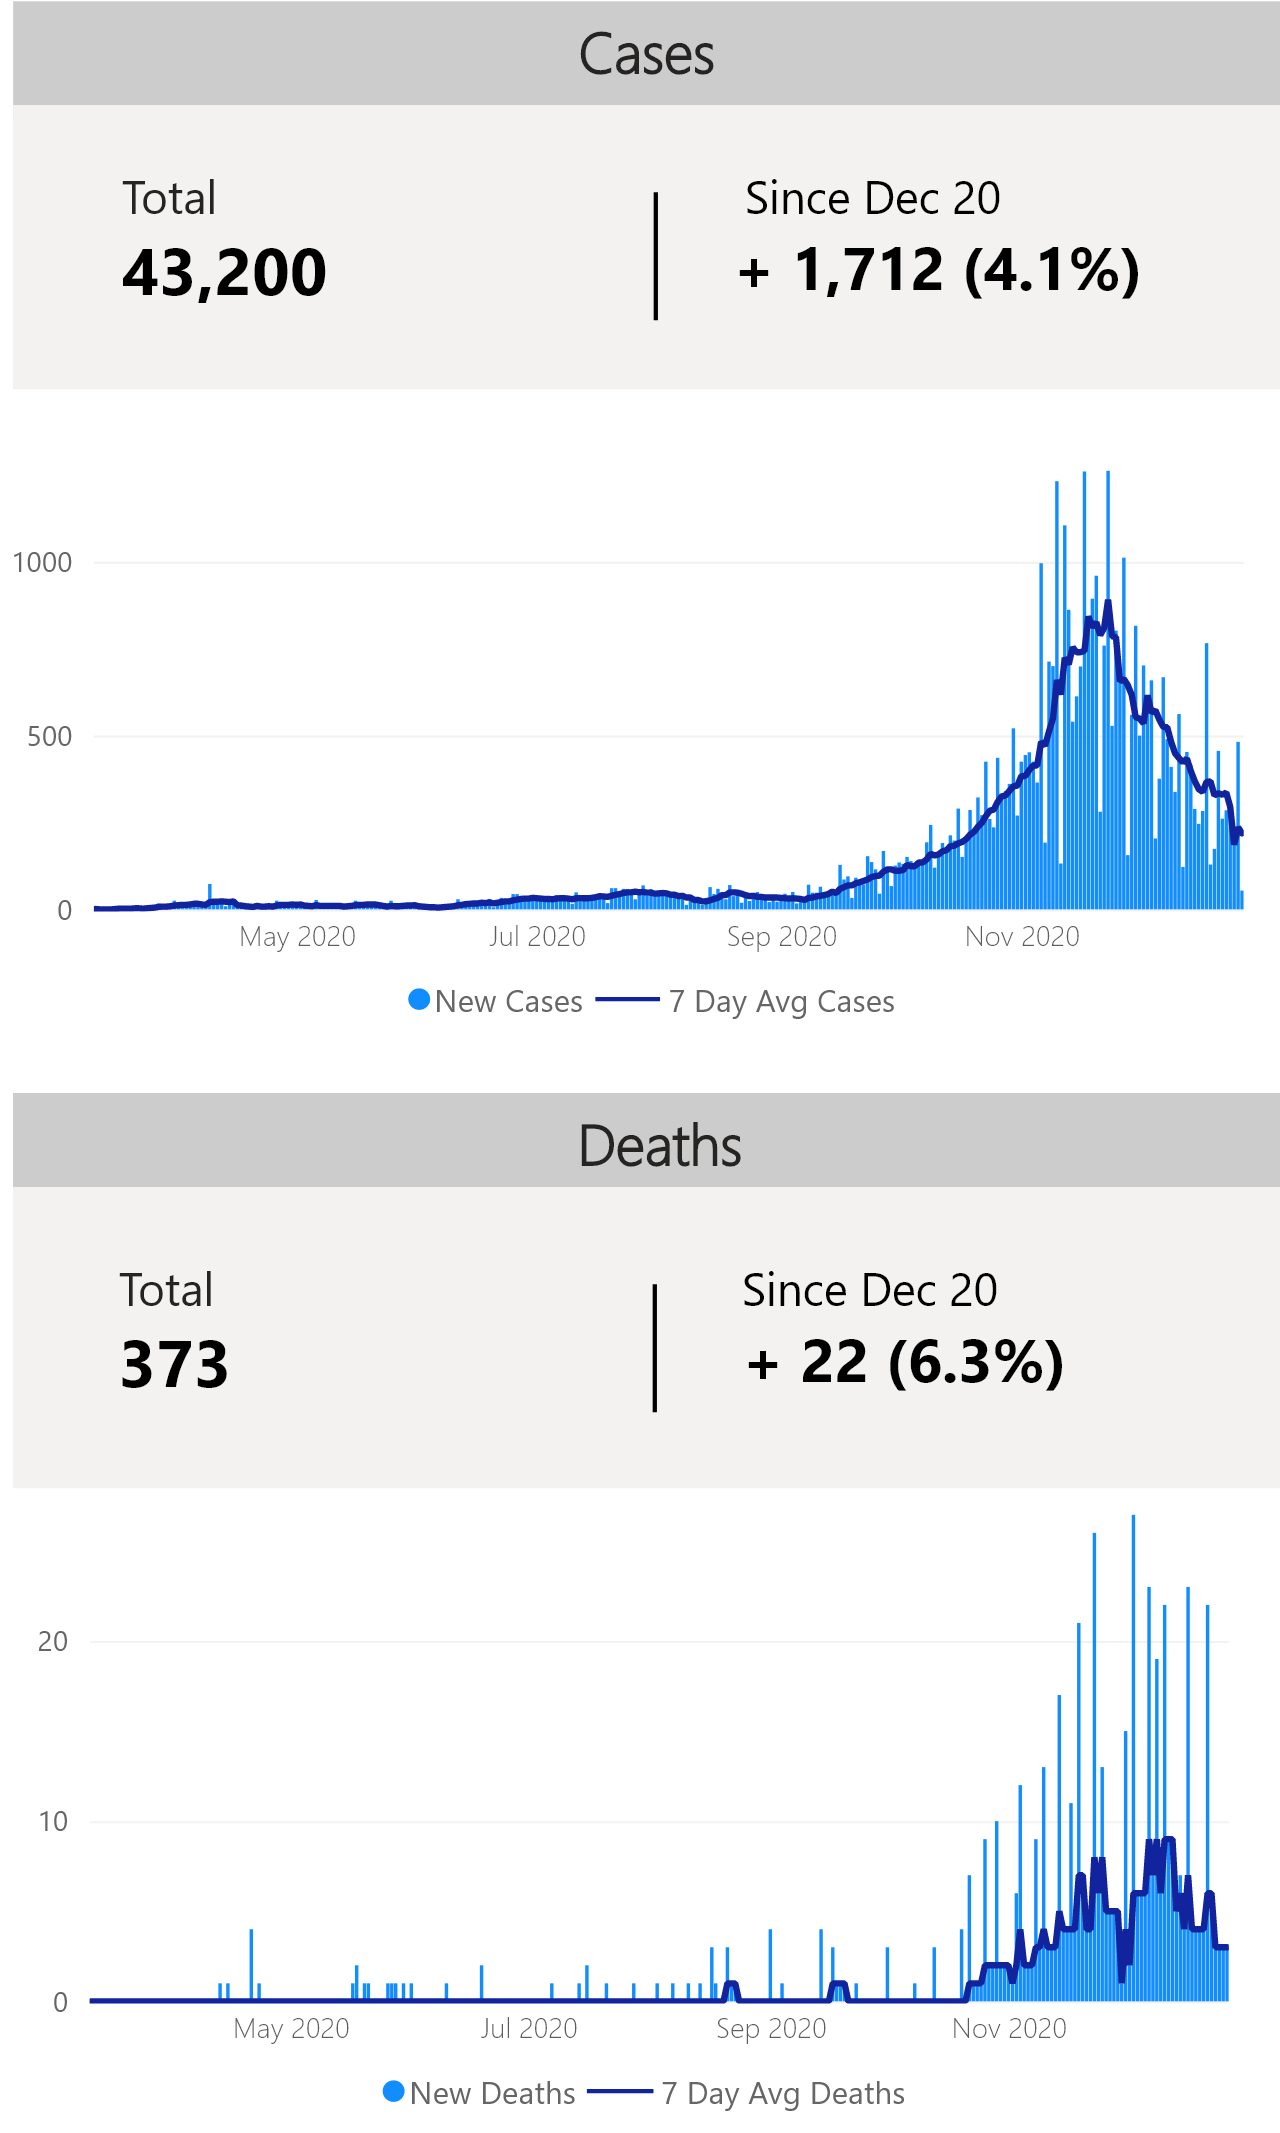 Cases
Total
Since Dec 20
43,200
+ 1,712 (4.1%)
1000
500
0
May 2020
Jul 2020
Sep 2020
Nov 2020
New Cases
7 Day Avg Cases
Deaths
Total
Since Dec 20
373
+ 22 (6.3%)
20
10
0
May 2020
Jul 2020
Sep 2020
Nov 2020
New Deaths
7 Day Avg Deaths